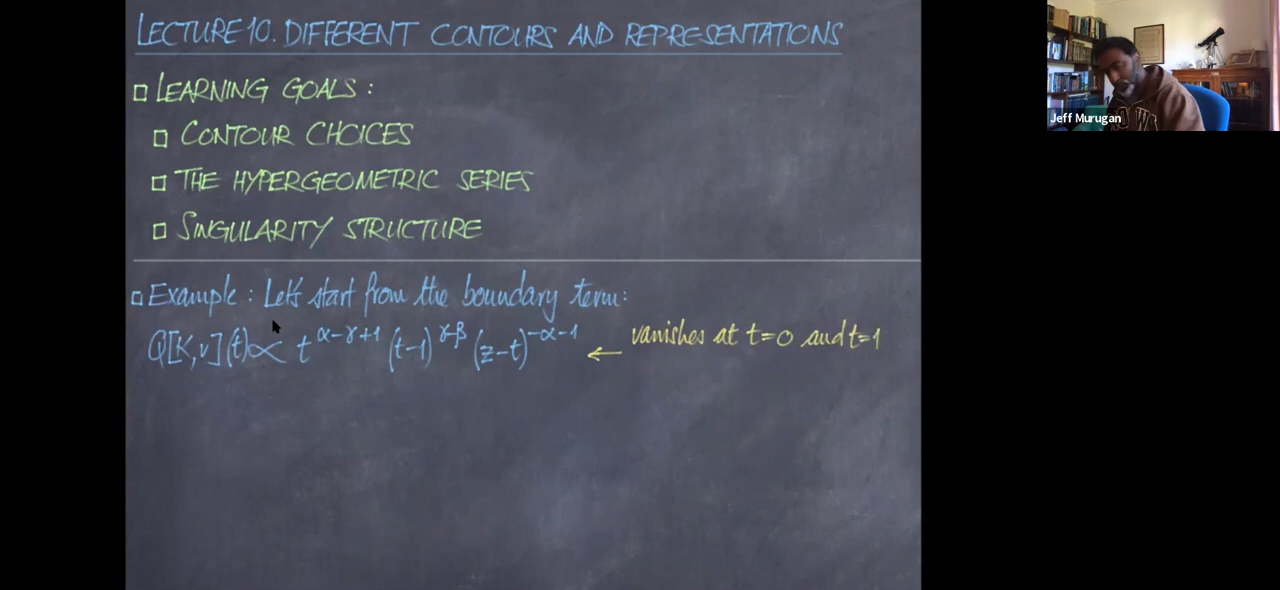 LECTURE 10. DIFFERENT CONTOURS AND REPRESENTATIONS
□ LEARNING GOALS :
□ CONTOUR CHOICES
□ THE HYPERGEOMETRIC SERIES
□ SINGULARITY STRUCTURE
□ Example : Let's start from the boundary term:
Q[K,v](t) ∝ t^{α-γ+1} (t-1)^{γ-β} (z-t)^{-α-1} ← vanishes at t=0 and t=1
Jeff Murugan